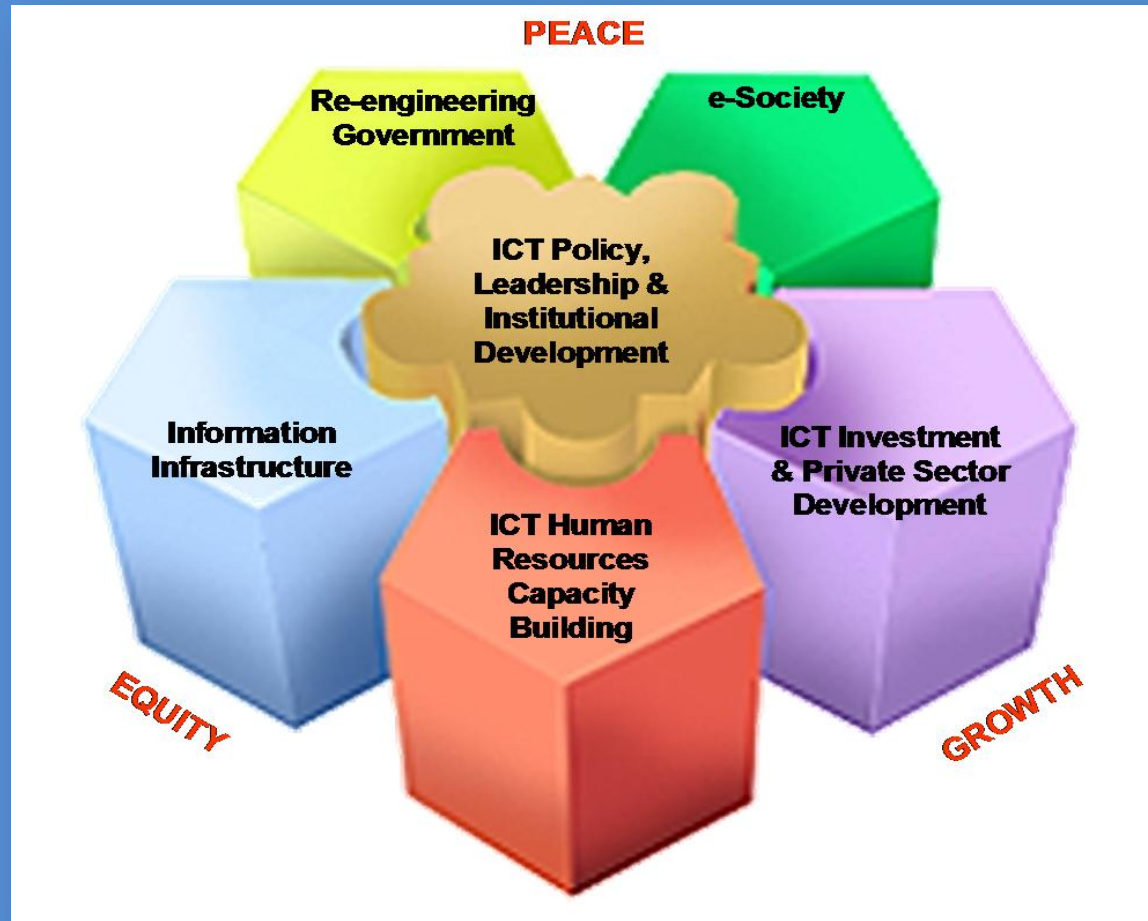 PEACE
Re-engineering
Government
e-Society
ICT Policy,
Leadership &
Institutional
Development
Information
Infrastructure
ICT Investment
& Private Sector
Development
ICT Human
Resources
Capacity
Building
EQUITY
GROWTH